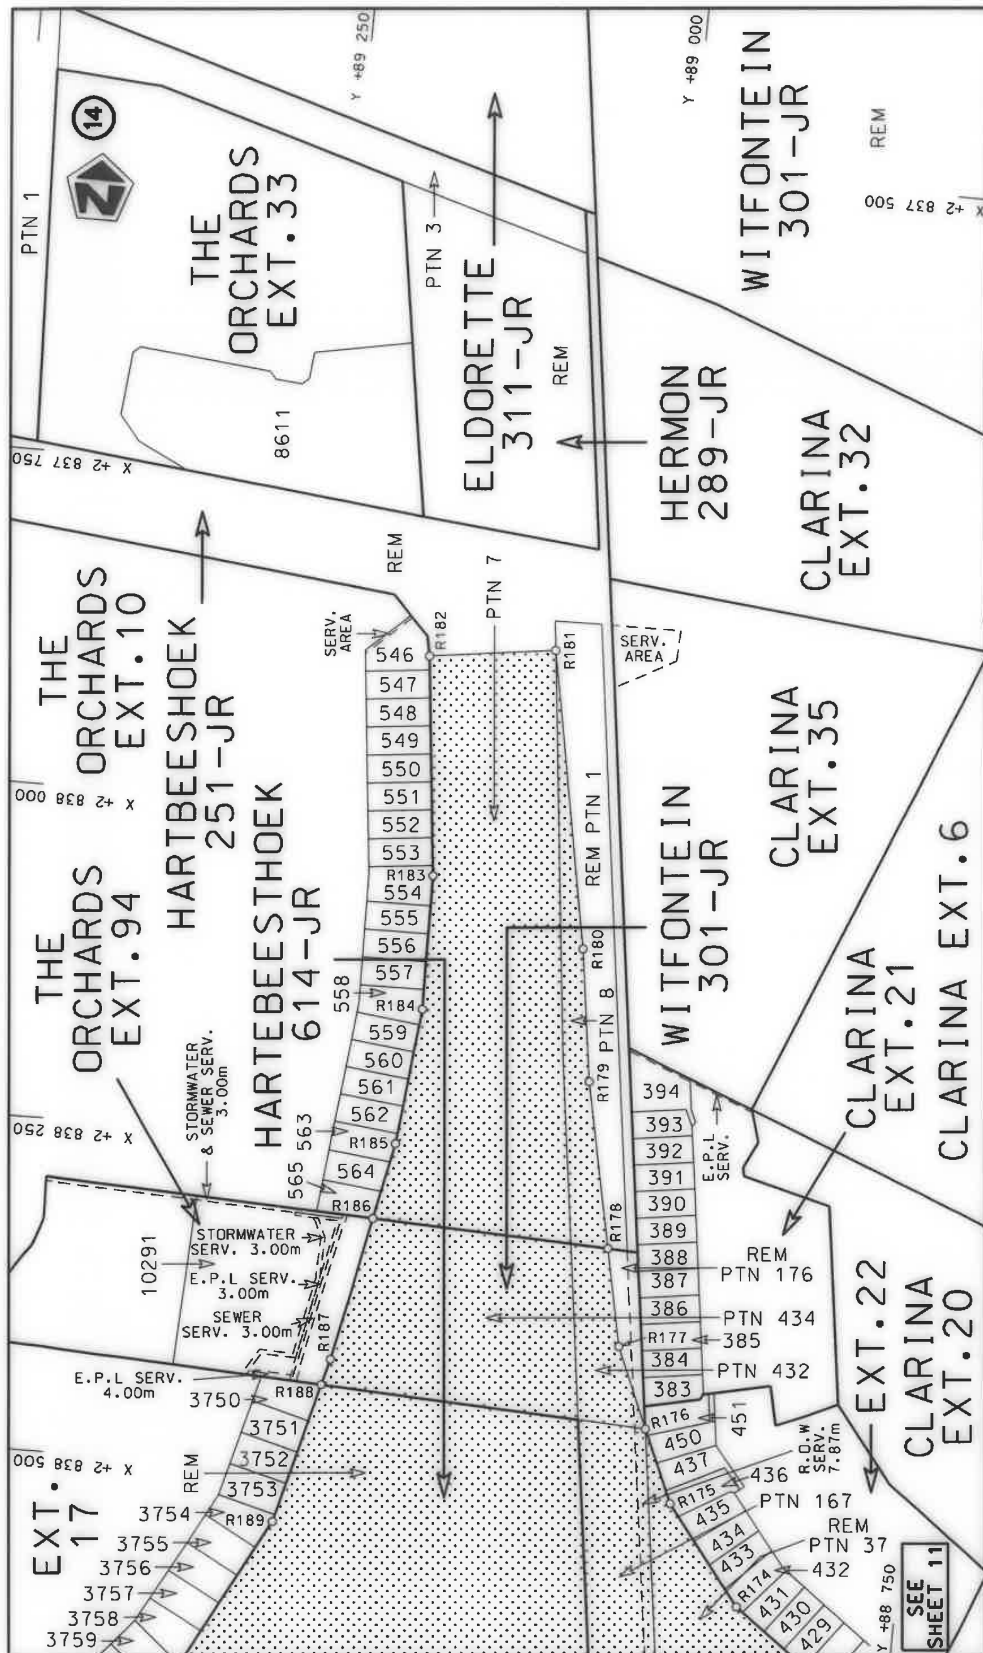 PTN 1
14
N
Y +89 250
Y +89 000
THE
ORCHARDS
EXT.33
PTN 3
WITFONTEIN
301-JR
REM
X +2 837 500
8611
ELDORETTE
311-JR
REM
X +2 837 750
HERMON
289-JR
CLARINA
EXT.32
REM
PTN 7
THE
ORCHARDS
EXT.10
SERV.
AREA
R182
R181
SERV.
AREA
HARTBEESHOEK
251-JR
546
547
548
549
550
551
552
553
R183
554
555
556
557
558
R184
559
560
561
562
563
R185
564
565
R186
X +2 838 000
CLARINA
EXT.35
REM PTN 1
THE
ORCHARDS
EXT.94
HARTEBEESTHOEK
614-JR
R180
PTN 8
R179
R178
WITFONTEIN
301-JR
CLARINA EXT.6
CLARINA
EXT.21
STORMWATER
& SEWER SERV.
3.00m
X +2 838 250
394
393
392
391
390
389
388
387
386
385
384
383
E.P.L
SERV.
STORMWATER
SERV. 3.00m
E.P.L SERV.
3.00m
SEWER
SERV. 3.00m
10291
R187
REM
PTN 176
PTN 434
R177
PTN 432
E.P.L SERV.
4.00m
R188
3750
3751
3752
3753
3754
3755
3756
3757
3758
3759
R189
REM
X +2 838 500
EXT.
17
R176
451
450
437
R.O.W
SERV.
7.87m
R175
436
435
PTN 167
434
433
REM
PTN 37
432
R174
431
430
429
EXT.22
CLARINA
EXT.20
Y +88 750
SEE
SHEET 11